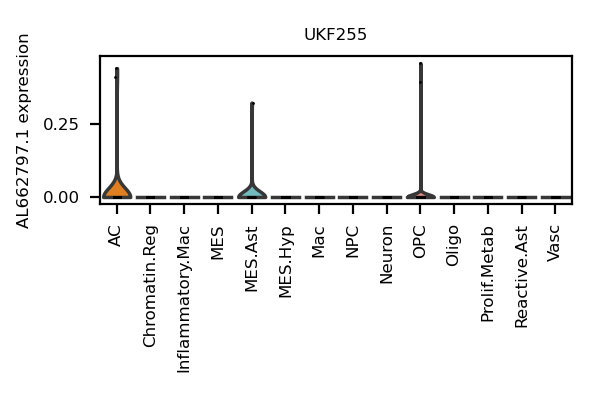 UKF255
AL662797.1 expression
0.25
0.00
AC
Chromatin.Reg
Inflammatory.Mac
MES
MES.Ast
MES.Hyp
Mac
NPC
Neuron
OPC
Oligo
Prolif.Metab
Reactive.Ast
Vasc